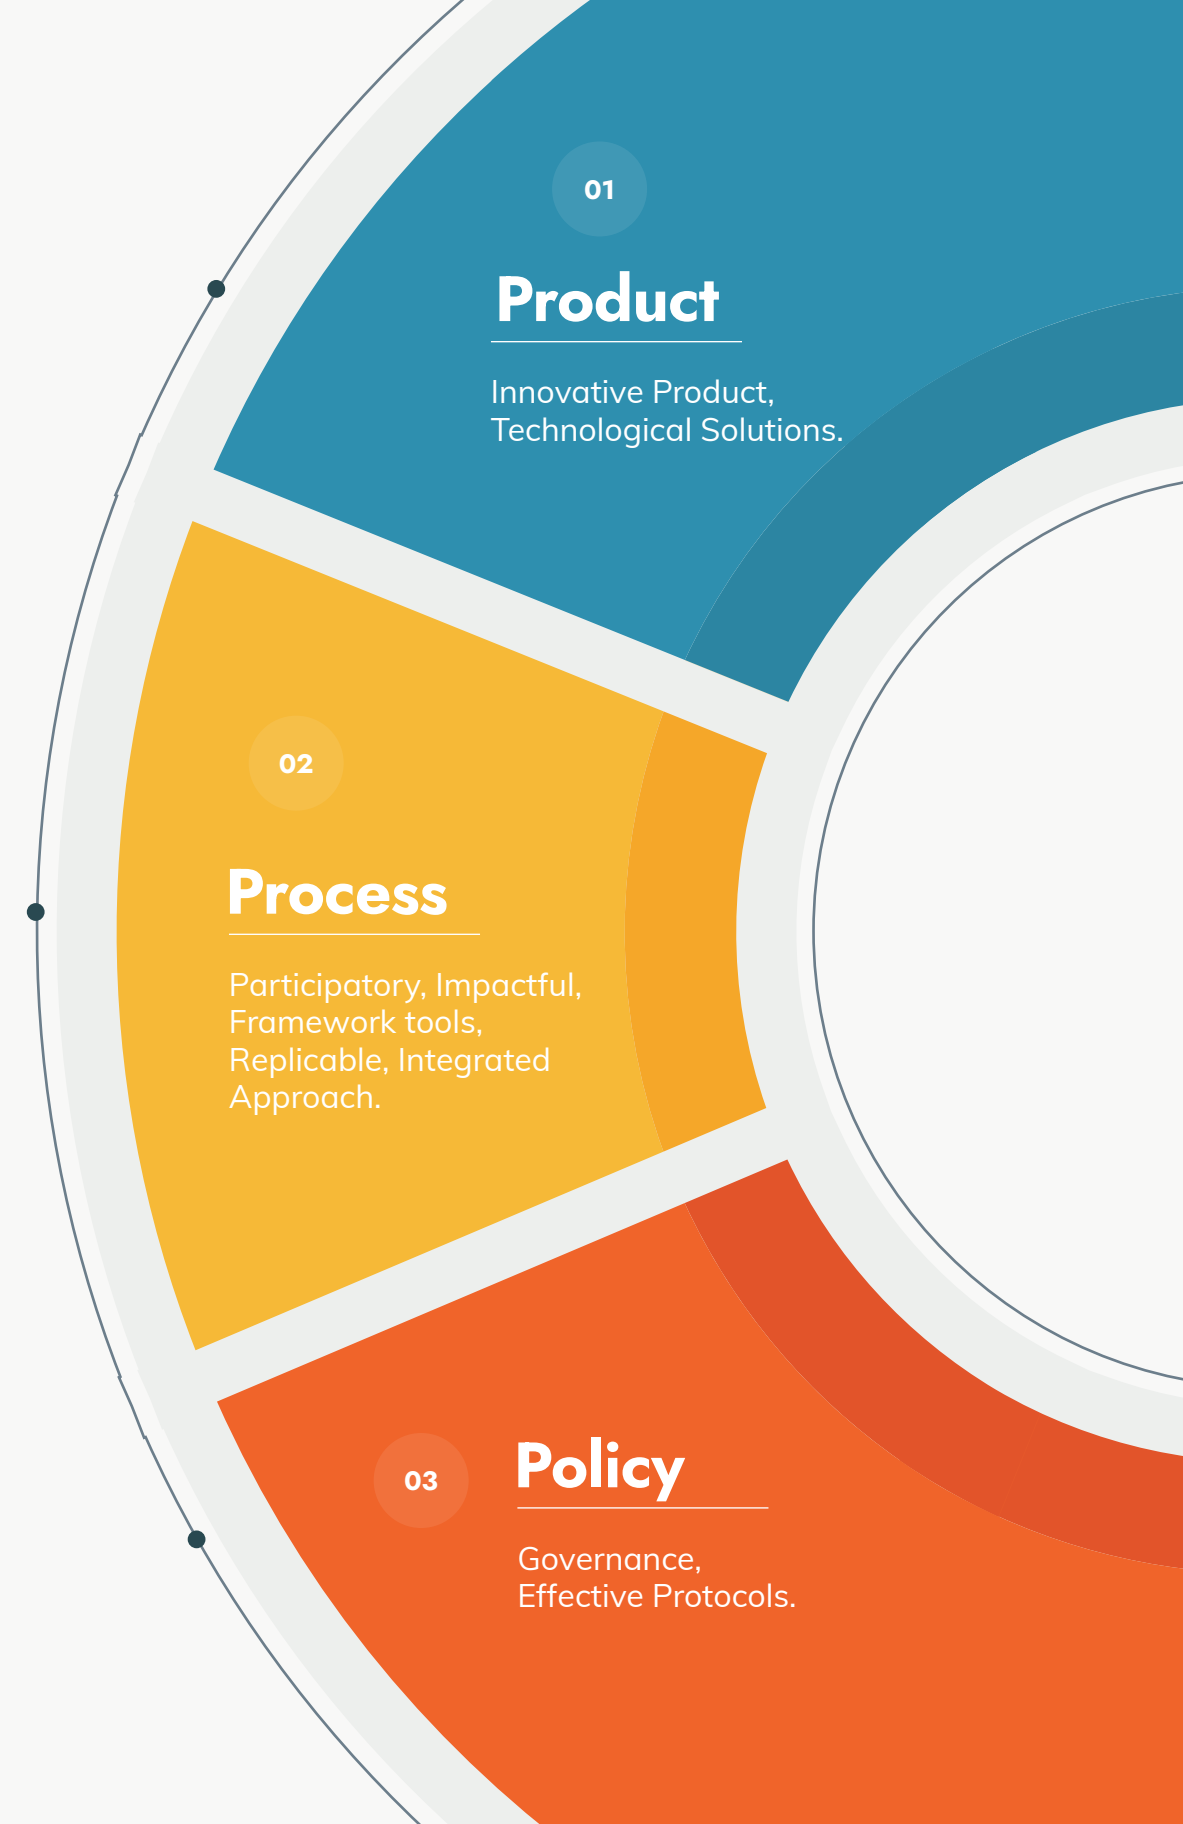 01
Product
Innovative Product,
Technological Solutions.
02
Process
Participatory, Impactful,
Framework tools,
Replicable, Integrated
Approach.
03
Policy
Governance,
Effective Protocols.